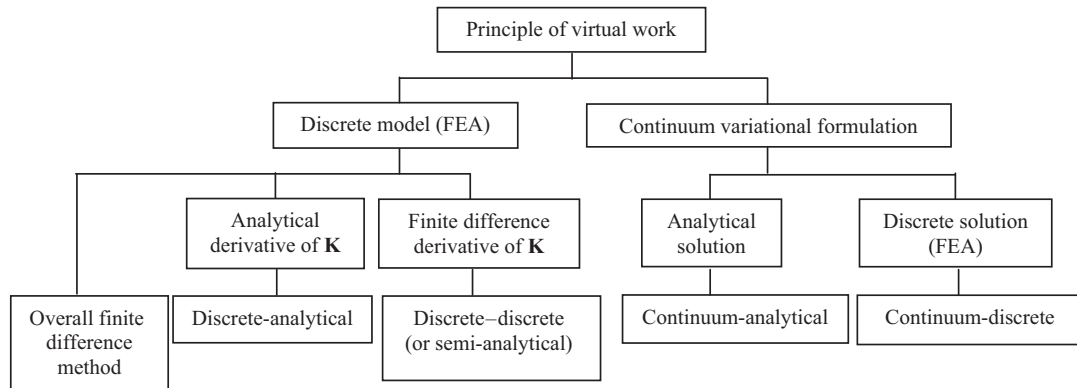 Principle of virtual work
Discrete model (FEA)
Continuum variational formulation
Analytical
derivative of K
Finite difference
derivative of K
Analytical
solution
Discrete solution
(FEA)
Overall finite
difference
method
Discrete-analytical
Discrete–discrete
(or semi-analytical)
Continuum-analytical
Continuum-discrete